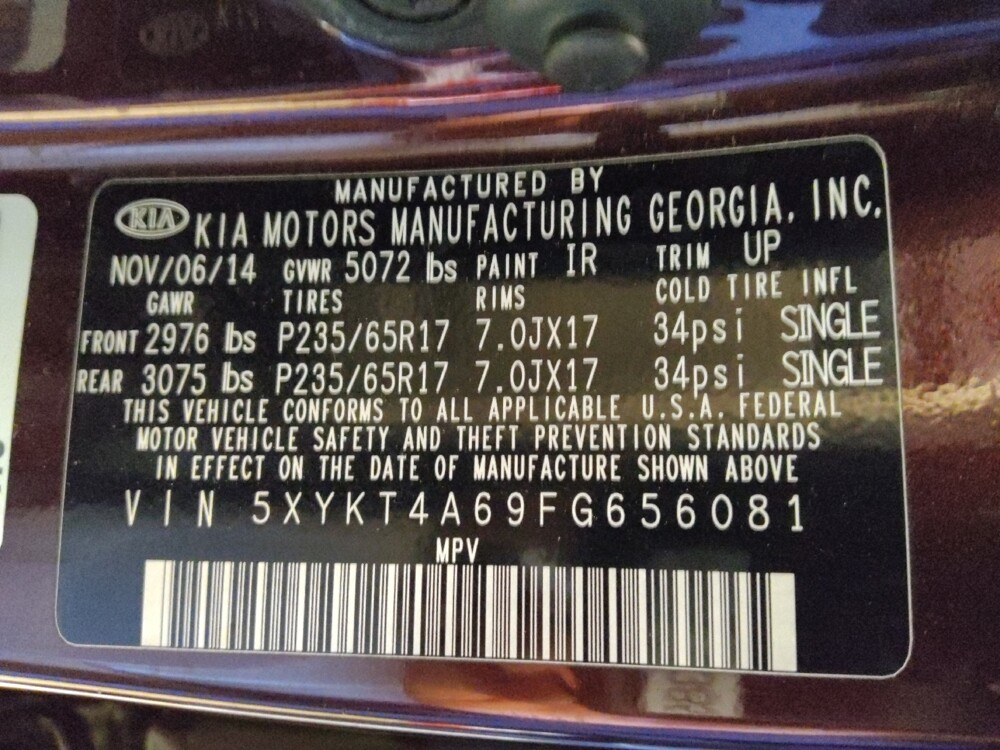 MANUFACTURED BY
KIA KIA MOTORS MANUFACTURING GEORGIA, INC.
NOV/06/14 GVWR 5072 lbs PAINT IR TRIM UP
GAWR TIRES RIMS COLD TIRE INFL
FRONT 2976 lbs P235/65R17 7.0JX17 34psi SINGLE
REAR 3075 lbs P235/65R17 7.0JX17 34psi SINGLE
THIS VEHICLE CONFORMS TO ALL APPLICABLE U.S.A. FEDERAL
MOTOR VEHICLE SAFETY AND THEFT PREVENTION STANDARDS
IN EFFECT ON THE DATE OF MANUFACTURE SHOWN ABOVE
VIN 5XYKT4A69FG656081
MPV